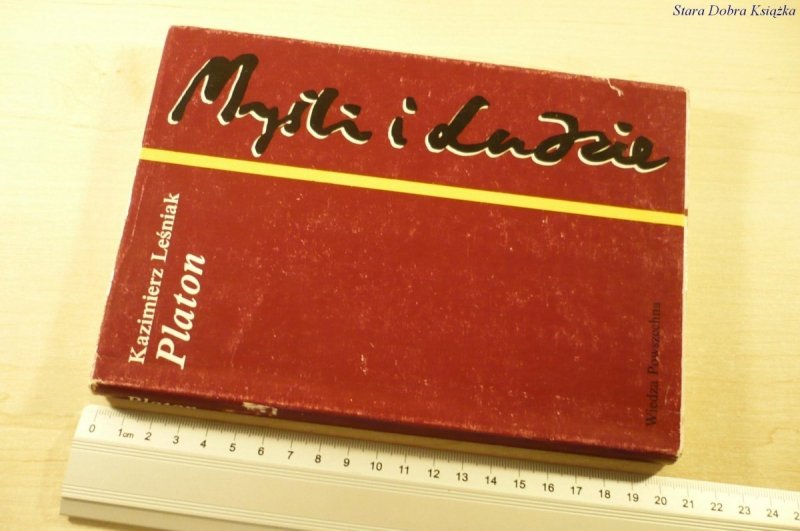 Stara Dobra Książka
Myśli i Ludzie
Kazimierz Leśniak
Platon
Wiedza Powszechna
Platon
0 1cm 2 3 4 5 6 7 8 9 10 11 12 13 14 15 16 17 18 19 20 21 22 23 24